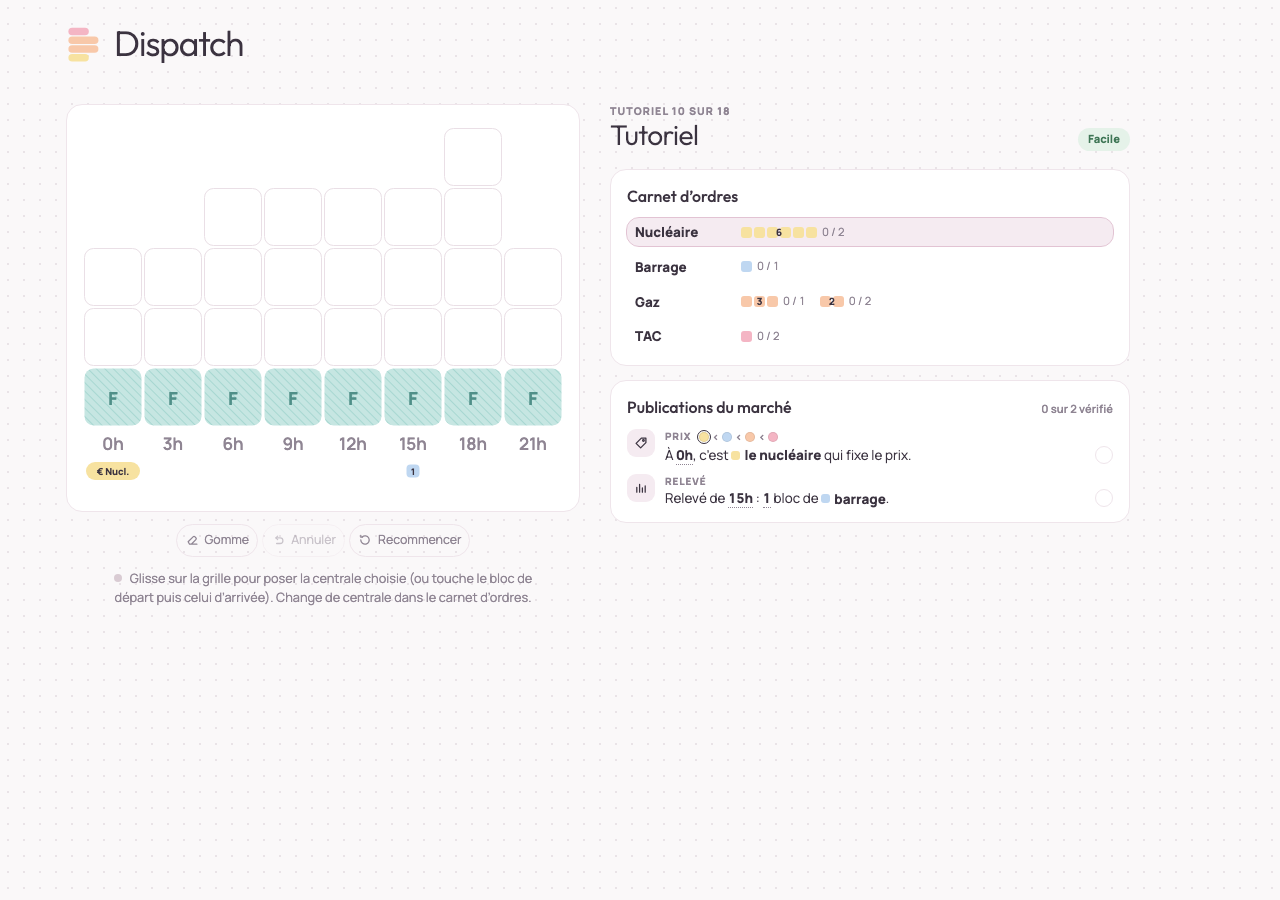 Dispatch
TUTORIEL 10 SUR 18
Tutoriel
Facile
F F F F F F F F
0h 3h 6h 9h 12h 15h 18h 21h
€ Nucl. 1
Gomme Annuler Recommencer
Glisse sur la grille pour poser la centrale choisie (ou touche le bloc de
départ puis celui d'arrivée). Change de centrale dans le carnet d'ordres.
Carnet d'ordres
Nucléaire 6 0 / 2
Barrage 0 / 1
Gaz 3 0 / 1 2 0 / 2
TAC 0 / 2
Publications du marché 0 sur 2 vérifié
PRIX < < <
À 0h, c'est le nucléaire qui fixe le prix.
RELEVÉ
Relevé de 15h : 1 bloc de barrage.